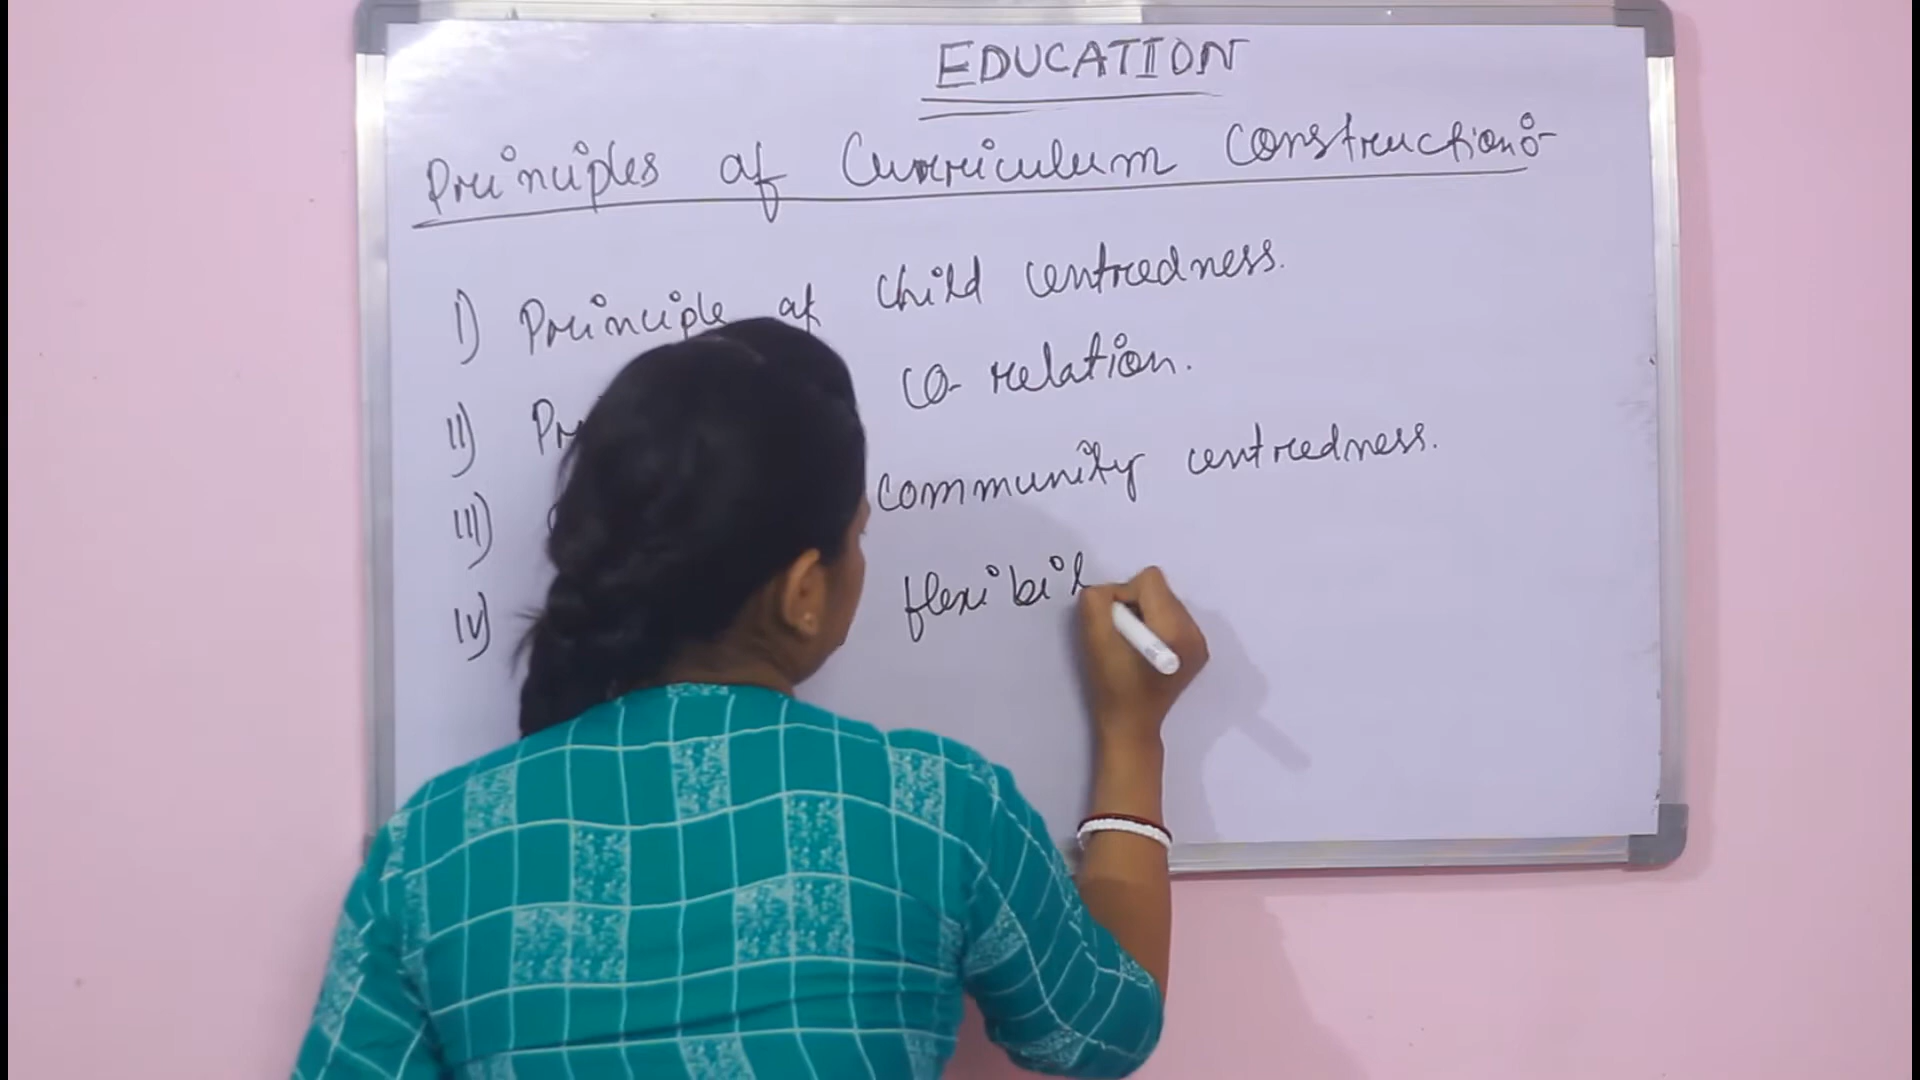 EDUCATION
Principles of Curriculum Construction:-
I) Principle of child centredness.
II) Pr co-relation.
III) community centredness.
IV) flexibil